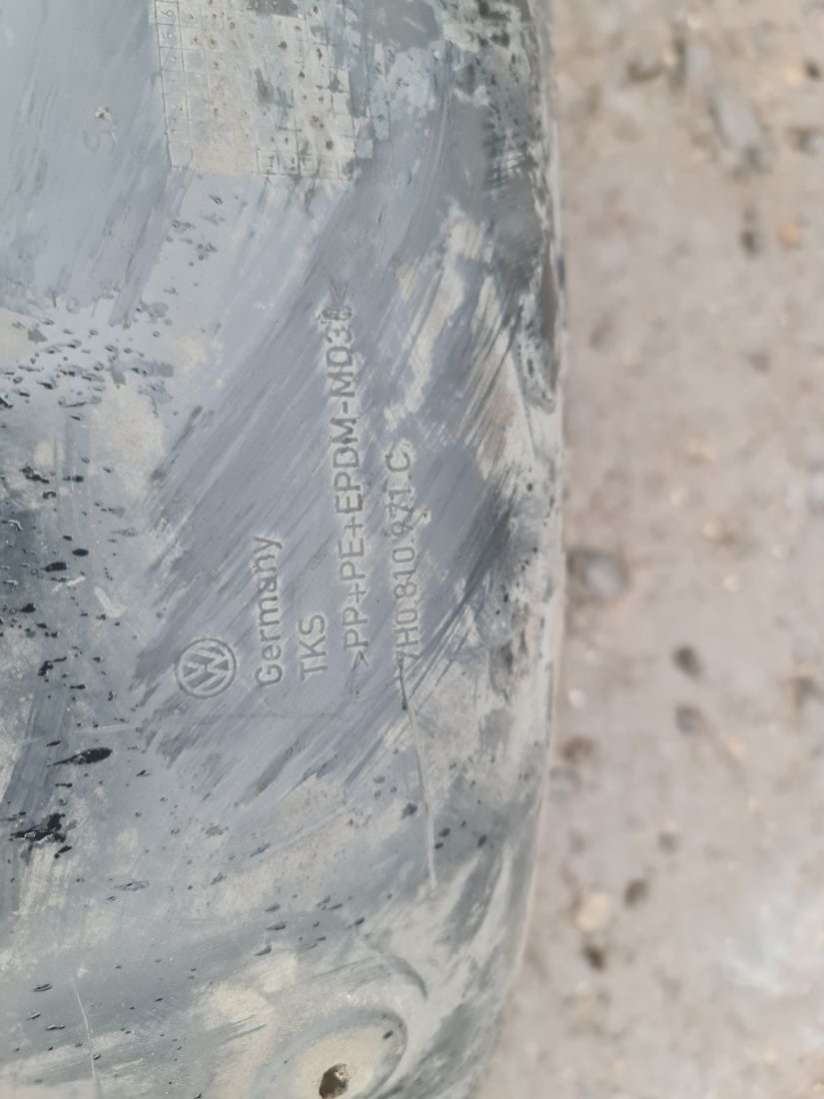 Germany
TKS
>PP+PE+EPDM-MD30<
7H0.810.971.C